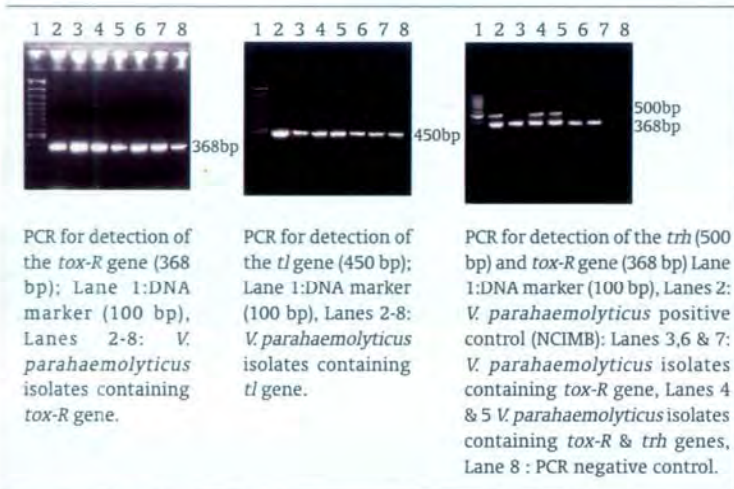 1 2 3 4 5 6 7 8
368bp
1 2 3 4 5 6 7 8
450bp
1 2 3 4 5 6 7 8
500bp
368bp
PCR for detection of
the tox-R gene (368
bp); Lane 1:DNA
marker (100 bp),
Lanes 2-8: V.
parahaemolyticus
isolates containing
tox-R gene.
PCR for detection of
the tl gene (450 bp);
Lane 1:DNA marker
(100 bp), Lanes 2-8:
V. parahaemolyticus
isolates containing
tl gene.
PCR for detection of the trh (500
bp) and tox-R gene (368 bp) Lane
1:DNA marker (100 bp), Lanes 2:
V. parahaemolyticus positive
control (NCIMB): Lanes 3,6 & 7:
V. parahaemolyticus isolates
containing tox-R gene, Lanes 4
& 5 V. parahaemolyticus isolates
containing tox-R & trh genes,
Lane 8 : PCR negative control.